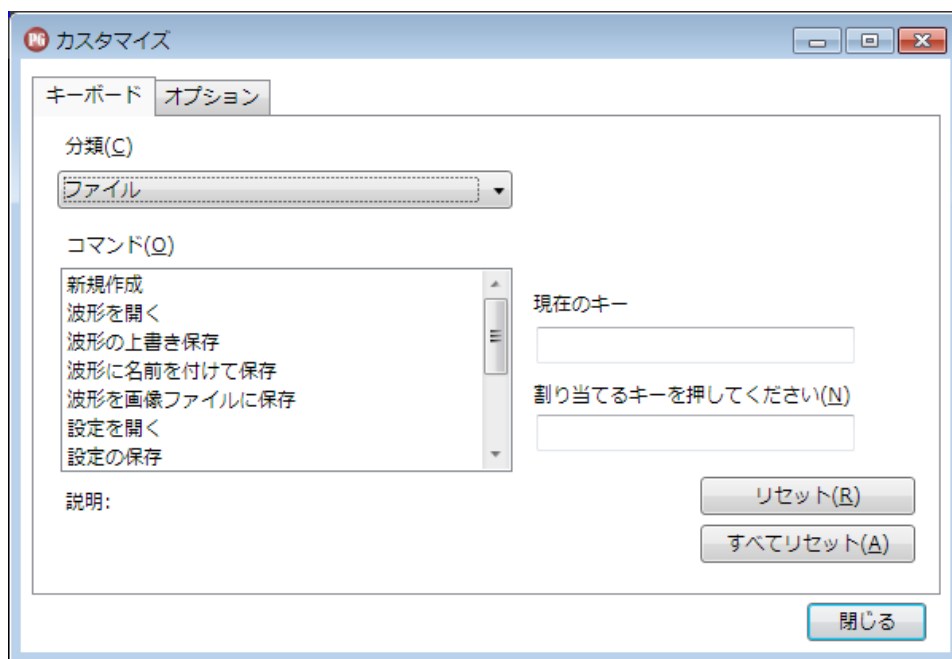 PG カスタマイズ
キーボード オプション
分類(C)
ファイル
コマンド(O)
新規作成
波形を開く
波形の上書き保存
波形に名前を付けて保存
波形を画像ファイルに保存
設定を開く
設定の保存
現在のキー
割り当てるキーを押してください(N)
説明:
リセット(R)
すべてリセット(A)
閉じる